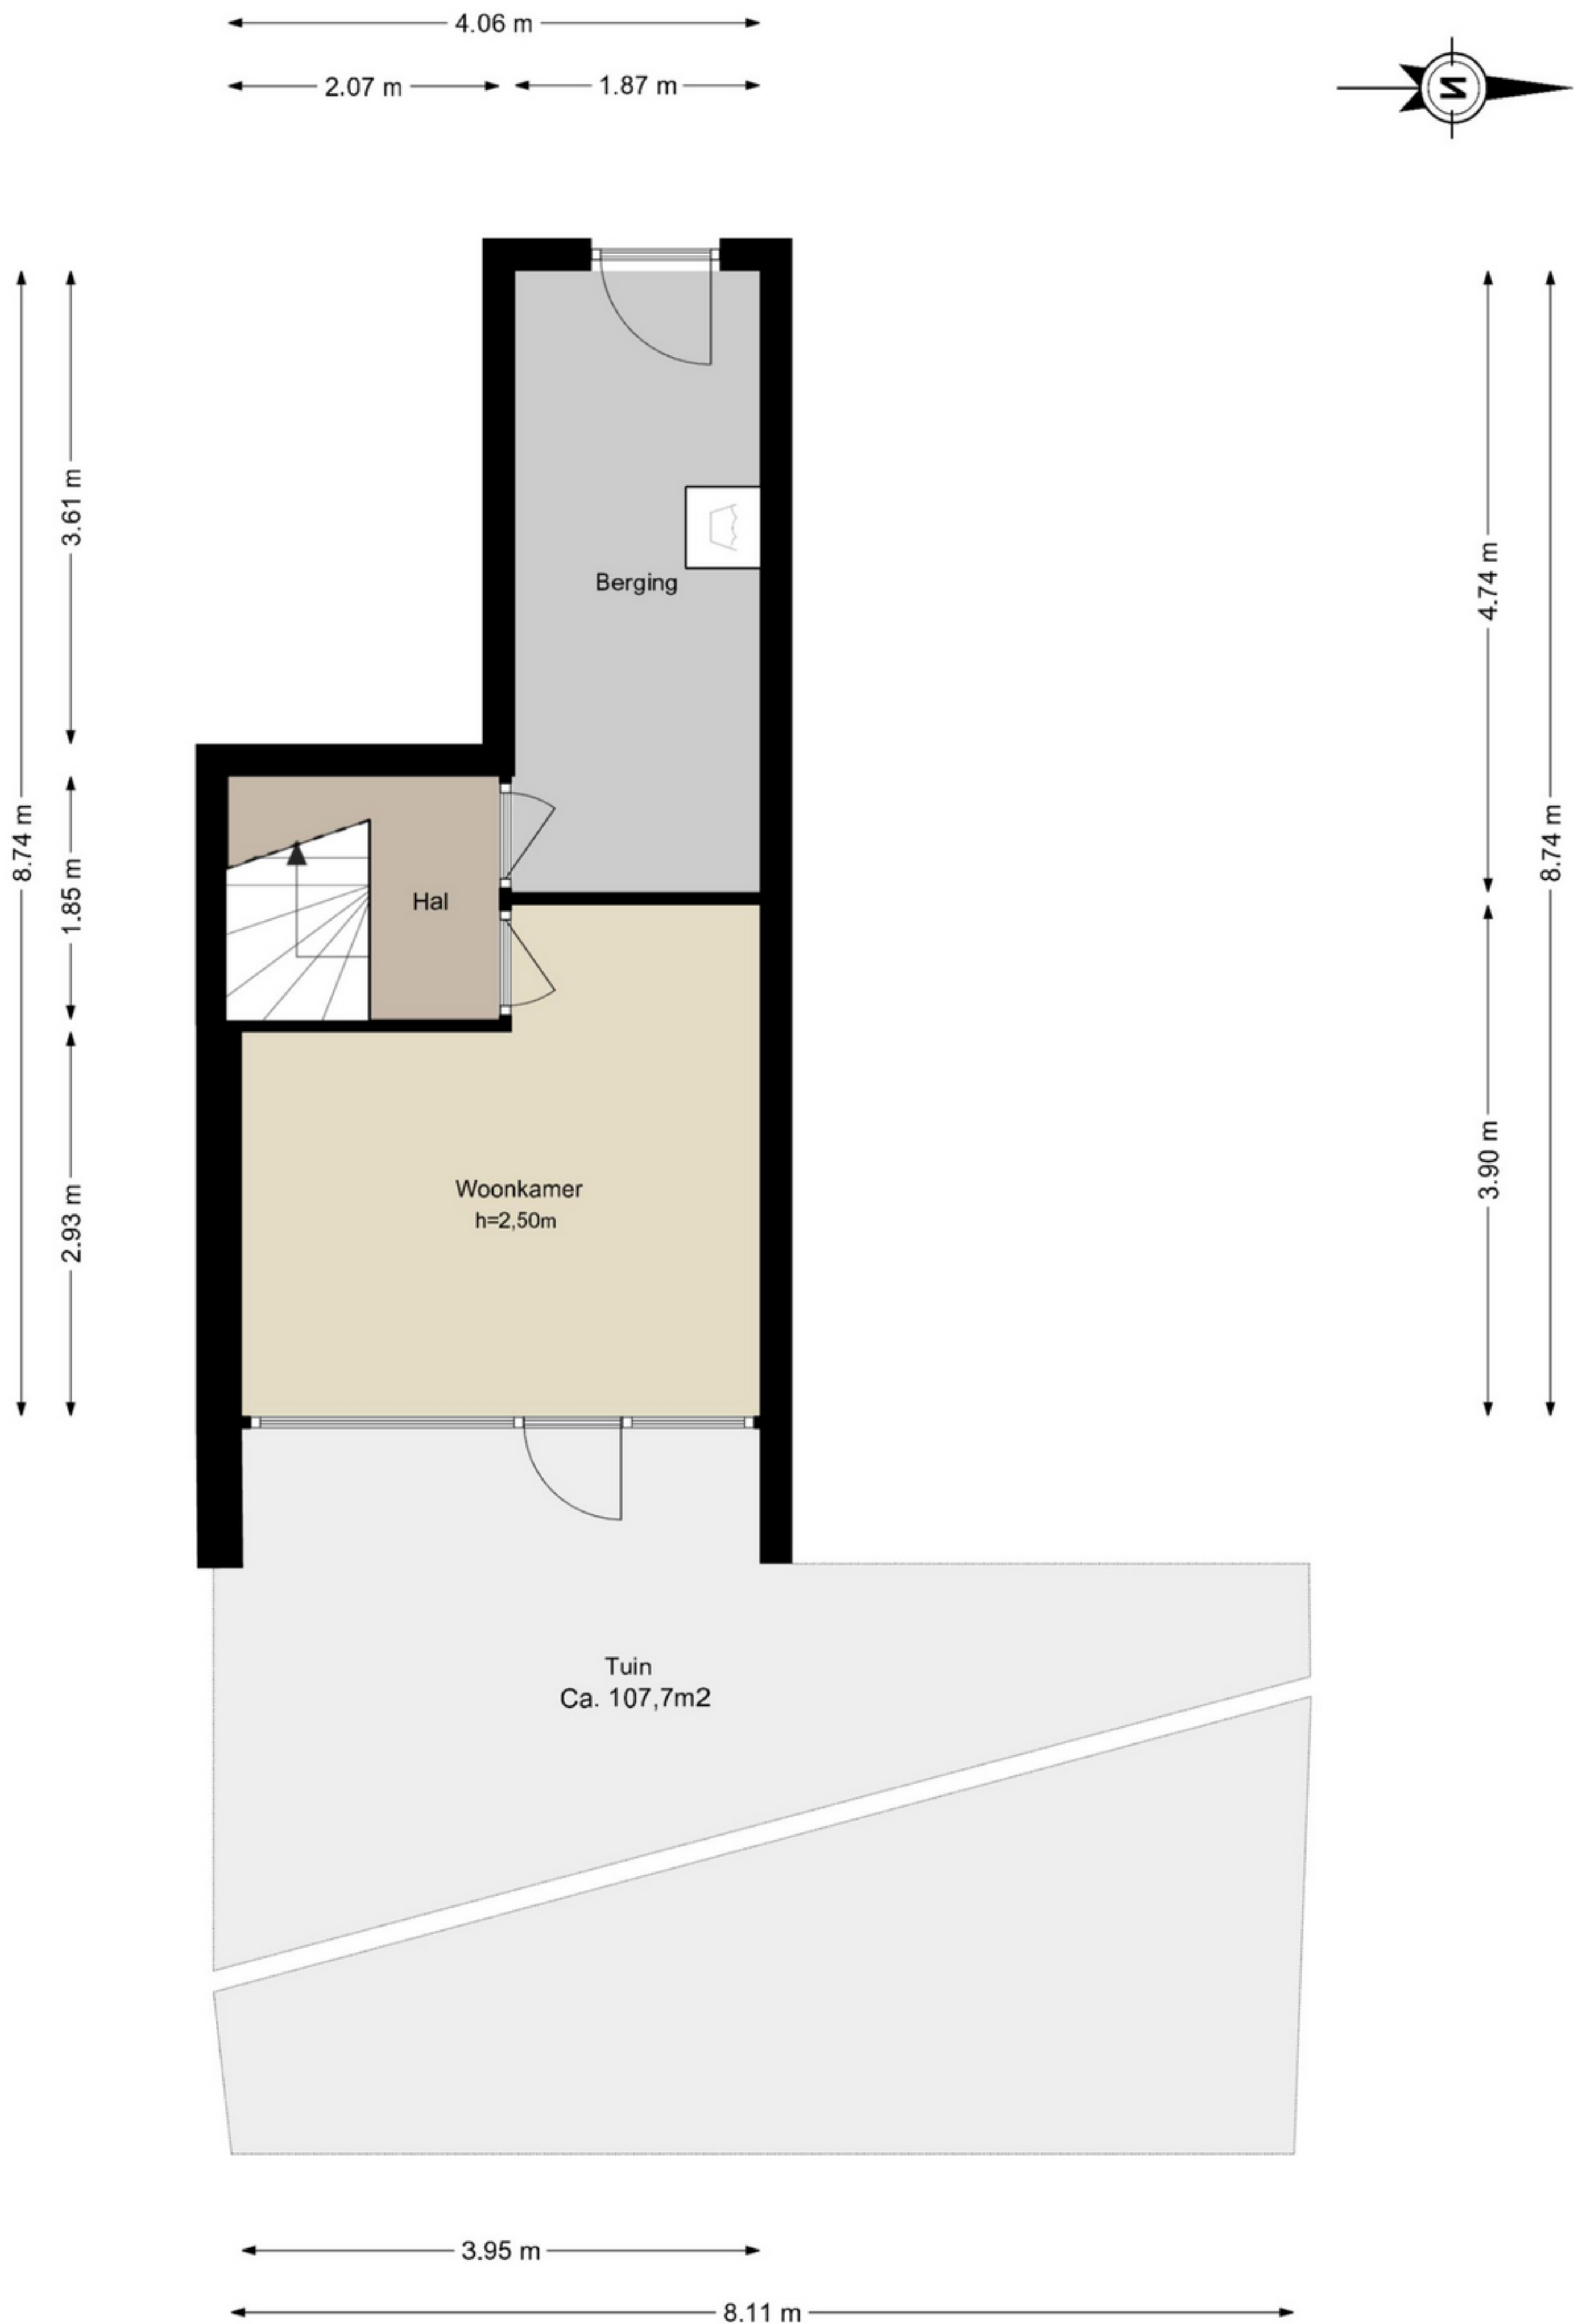 4.06 m
2.07 m
1.87 m
N
3.61 m
4.74 m
Berging
8.74 m
8.74 m
1.85 m
Hal
3.90 m
Woonkamer
h=2,50m
2.93 m
Tuin
Ca. 107,7m2
3.95 m
8.11 m